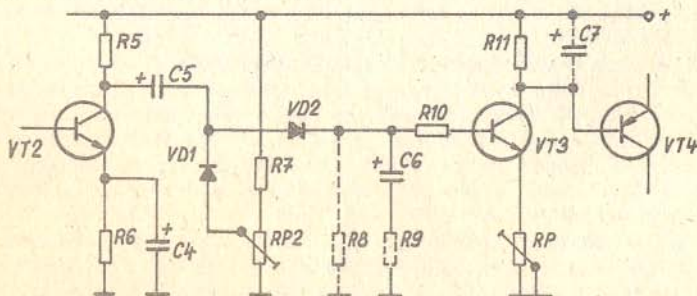 +
R5
+
C5
R11
+
C7
VD2
R10
VT2
VD1
R7
+
C6
VT3
VT4
R6
+
C4
RP2
R8
R9
RP